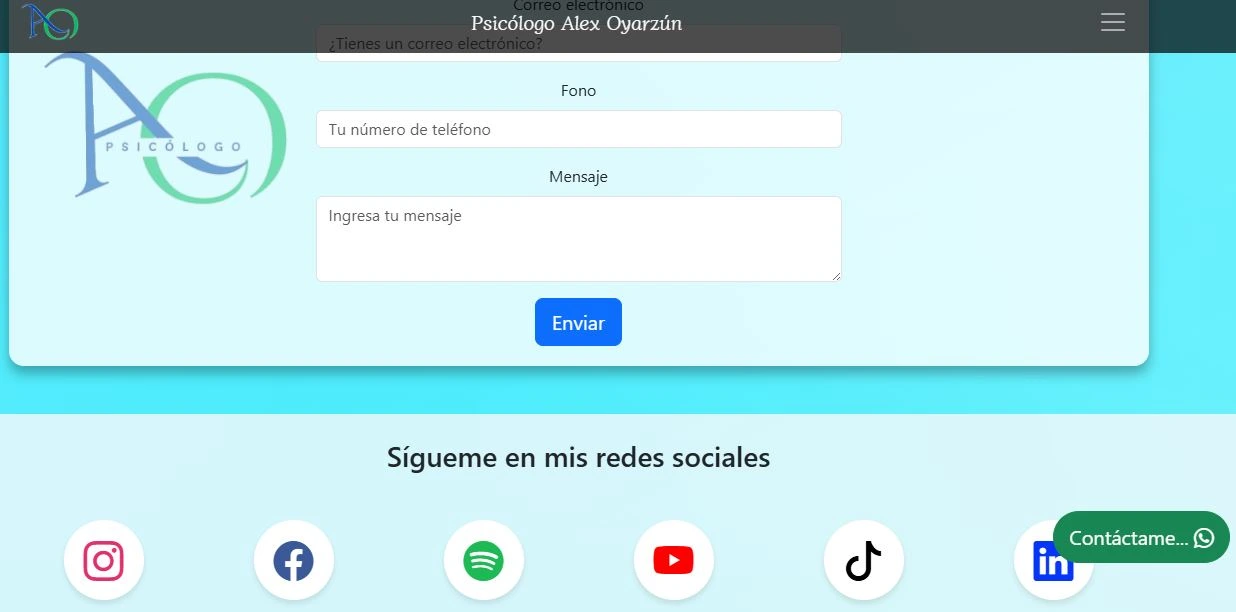 Correo electrónico
Psicólogo Alex Oyarzún
¿Tienes un correo electrónico?
PSICÓLOGO
Fono
Tu número de teléfono
Mensaje
Ingresa tu mensaje
Enviar
Sígueme en mis redes sociales
Contáctame...
in